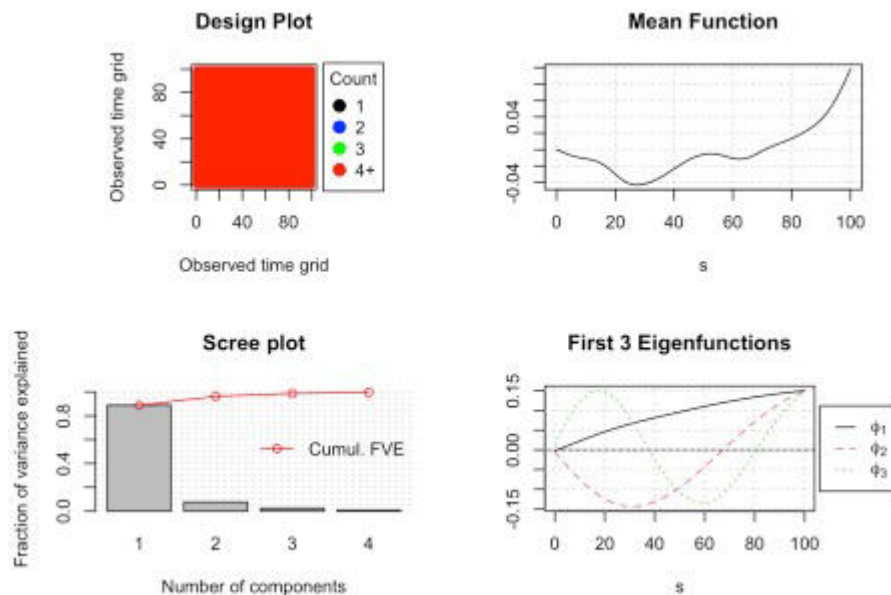 Design Plot
Observed time grid
80
40
0
0 40 80
Observed time grid
Count
1
2
3
4+
Mean Function
0.04
-0.04
0 20 40 60 80 100
s
Scree plot
Fraction of variance explained
0.8
0.4
0.0
Cumul. FVE
1 2 3 4
Number of components
First 3 Eigenfunctions
0.15
0.00
-0.15
0 20 40 60 80 100
s
ϕ1
ϕ2
ϕ3